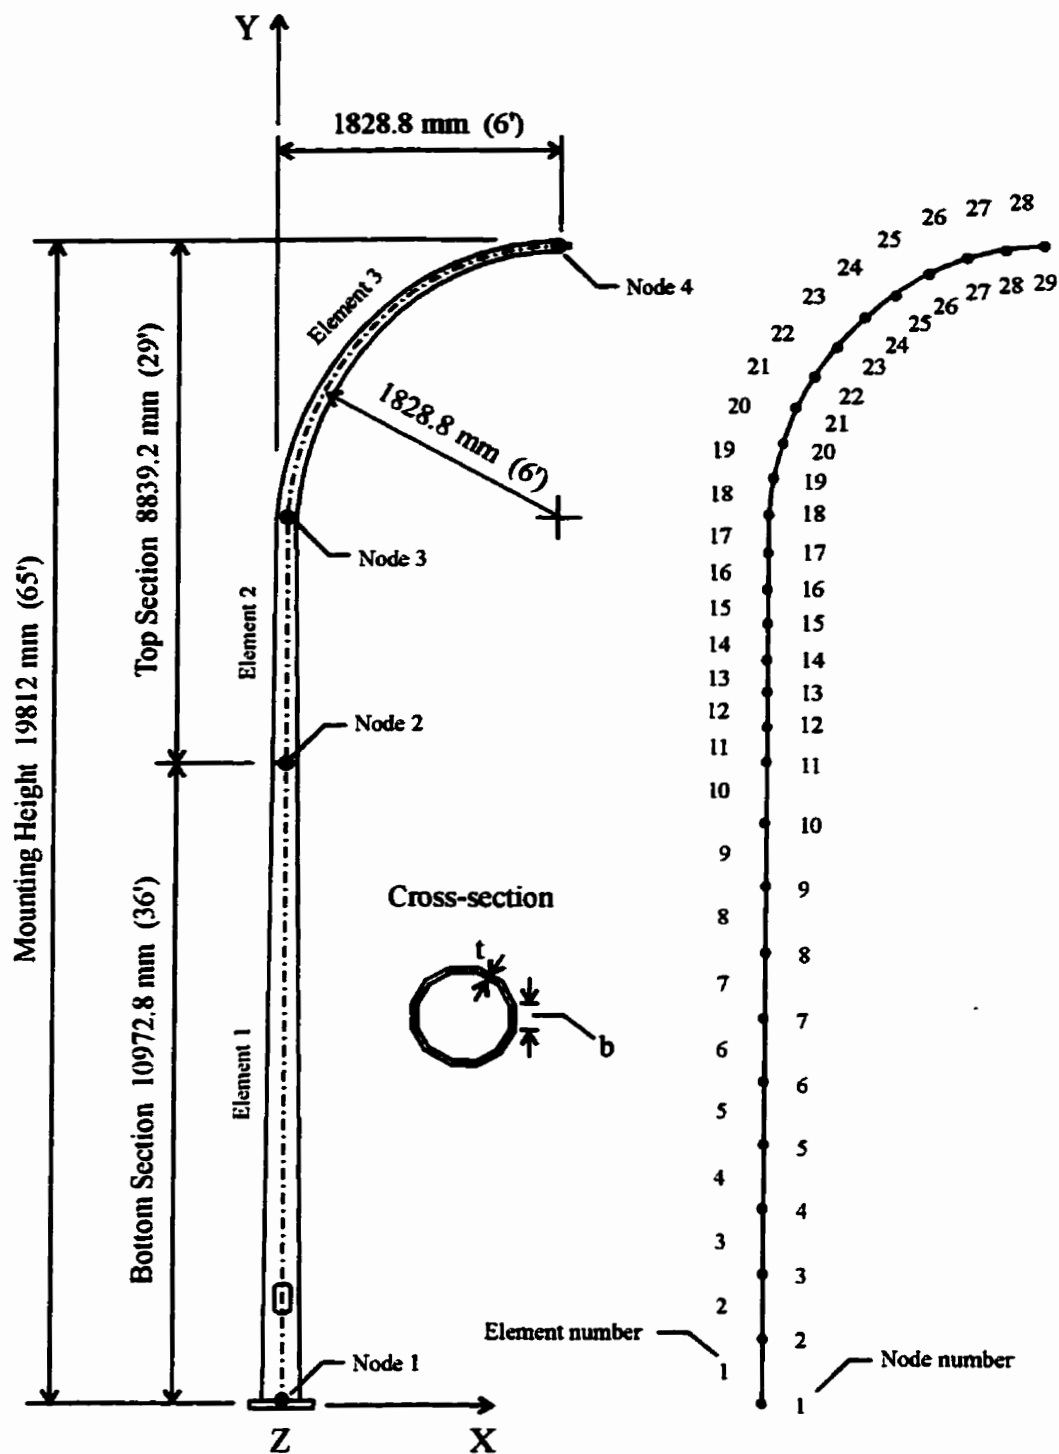 Y
1828.8 mm (6')
Mounting Height 19812 mm (65')
Top Section 8839.2 mm (29')
Bottom Section 10972.8 mm (36')
Element 3
Node 4
1828.8 mm (6')
Node 3
Element 2
Node 2
Element 1
Cross-section
t
b
Node 1
Z
X
Element number
Node number
28
27
26
25
24
23
22
21
20
19
18
17
16
15
14
13
12
11
10
9
8
7
6
5
4
3
2
1
29
28
27
26
25
24
23
22
21
20
19
18
17
16
15
14
13
12
11
10
9
8
7
6
5
4
3
2
1